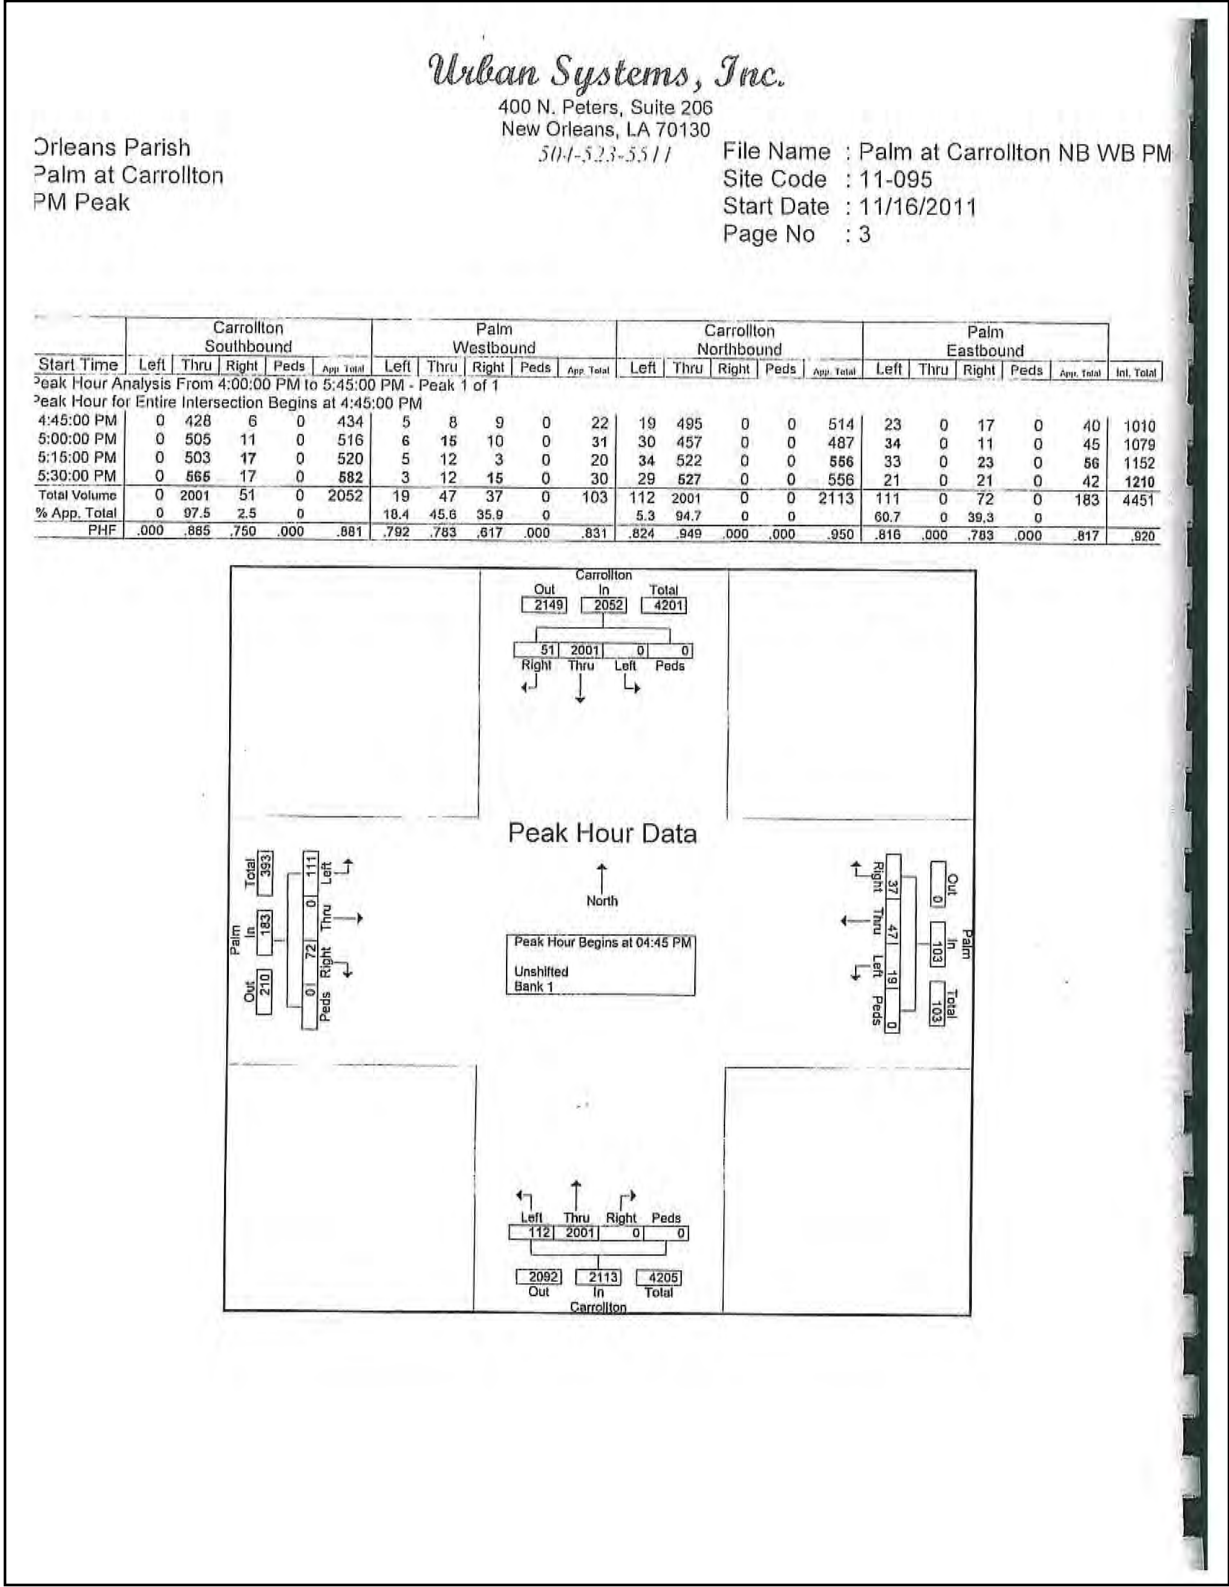 Urban Systems, Inc.
400 N. Peters, Suite 206
New Orleans, LA 70130
504-523-5511
Orleans Parish
Palm at Carrollton
PM Peak
File Name : Palm at Carrollton NB WB PM
Site Code : 11-095
Start Date : 11/16/2011
Page No : 3
Carrollton Southbound Palm Westbound Carrollton Northbound Palm Eastbound
Start Time Left Thru Right Peds App. Total Left Thru Right Peds App. Total Left Thru Right Peds App. Total Left Thru Right Peds App. Total Int. Total
Peak Hour Analysis From 4:00:00 PM to 5:45:00 PM - Peak 1 of 1
Peak Hour for Entire Intersection Begins at 4:45:00 PM
4:45:00 PM 0 428 6 0 434 5 8 9 0 22 19 495 0 0 514 23 0 17 0 40 1010
5:00:00 PM 0 505 11 0 516 6 15 10 0 31 30 457 0 0 487 34 0 11 0 45 1079
5:15:00 PM 0 503 17 0 520 5 12 3 0 20 34 522 0 0 556 33 0 23 0 56 1152
5:30:00 PM 0 565 17 0 582 3 12 15 0 30 29 527 0 0 556 21 0 21 0 42 1210
Total Volume 0 2001 51 0 2052 19 47 37 0 103 112 2001 0 0 2113 111 0 72 0 183 4451
% App. Total 0 97.5 2.5 0 18.4 45.6 35.9 0 5.3 94.7 0 0 60.7 0 39.3 0
PHF .000 .885 .750 .000 .881 .792 .783 .617 .000 .831 .824 .949 .000 .000 .950 .816 .000 .783 .000 .817 .920
Carrollton
Out In Total
2149 2052 4201
51 2001 0 0
Right Thru Left Peds
Peak Hour Data
North
Peak Hour Begins at 04:45 PM
Unshifted
Bank 1
Palm
Out In Total
210 183 393
111 0 72 0
Left Thru Right Peds
Palm
Out In Total
0 103 103
37 47 19 0
Right Thru Left Peds
Left Thru Right Peds
112 2001 0 0
2092 2113 4205
Out In Total
Carrollton